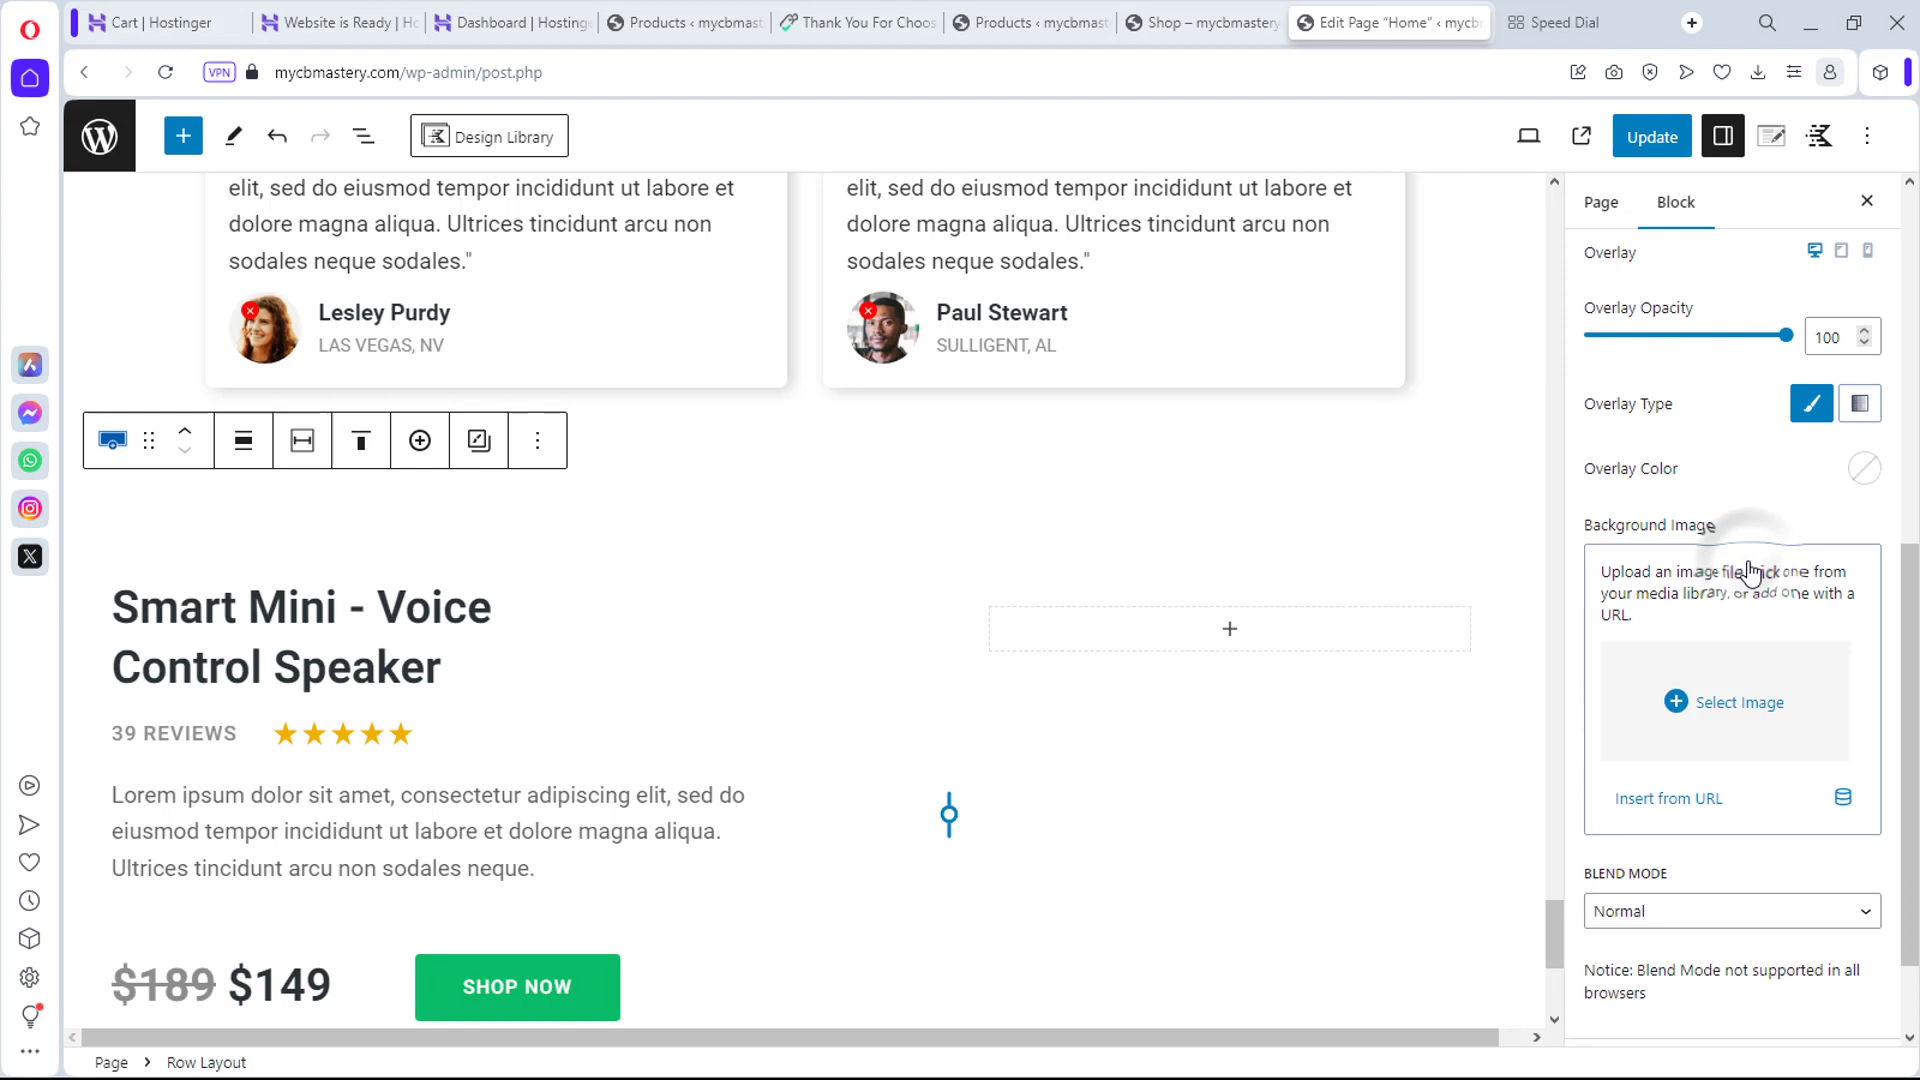 Cart | Hostinger
Website is Ready | Ho
Dashboard | Hostinge
Products ‹ mycbmast
Thank You For Choos
Products ‹ mycbmast
Shop – mycbmastery
Edit Page “Home” ‹ mycb
Speed Dial
VPN
mycbmastery.com/wp-admin/post.php
Design Library
Update
elit, sed do eiusmod tempor incididunt ut labore et
dolore magna aliqua. Ultrices tincidunt arcu non
sodales neque sodales."
Lesley Purdy
LAS VEGAS, NV
elit, sed do eiusmod tempor incididunt ut labore et
dolore magna aliqua. Ultrices tincidunt arcu non
sodales neque sodales."
Paul Stewart
SULLIGENT, AL
Smart Mini - Voice
Control Speaker
39 REVIEWS
Lorem ipsum dolor sit amet, consectetur adipiscing elit, sed do
eiusmod tempor incididunt ut labore et dolore magna aliqua.
Ultrices tincidunt arcu non sodales neque.
$189 $149
SHOP NOW
Page
Block
Overlay
Overlay Opacity
100
Overlay Type
Overlay Color
Background Image
Upload an image file, pick one from
your media library, or add one with a
URL.
Select Image
Insert from URL
BLEND MODE
Normal
Notice: Blend Mode not supported in all
browsers
Page
Row Layout